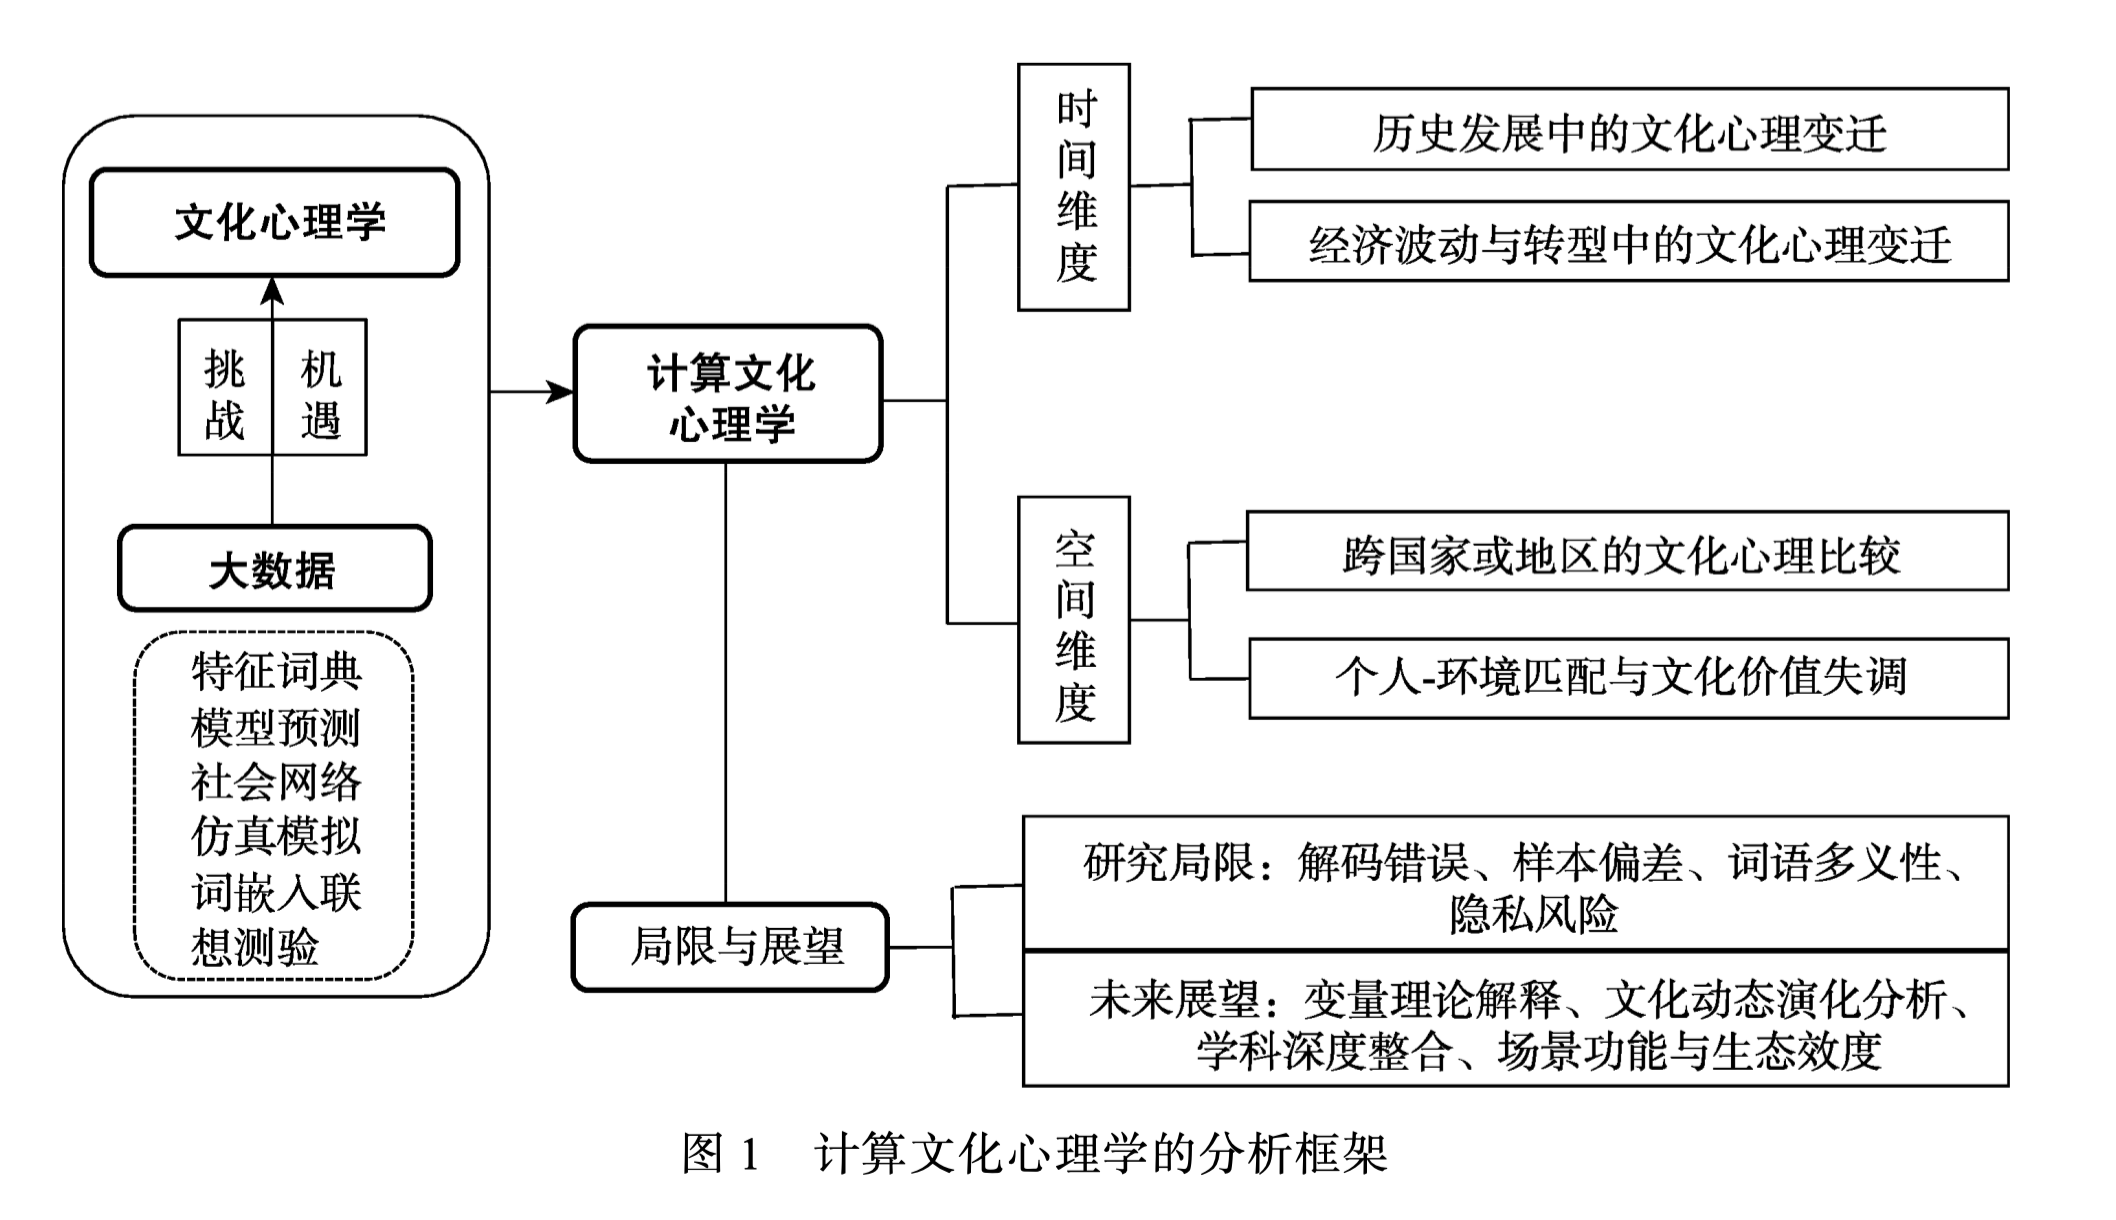 文化心理学
挑战
机遇
大数据
特征词典
模型预测
社会网络
仿真模拟
词嵌入联
想测验
计算文化
心理学
时间维度
历史发展中的文化心理变迁
经济波动与转型中的文化心理变迁
空间维度
跨国家或地区的文化心理比较
个人-环境匹配与文化价值失调
局限与展望
研究局限：解码错误、样本偏差、词语多义性、
隐私风险
未来展望：变量理论解释、文化动态演化分析、
学科深度整合、场景功能与生态效度
图 1 计算文化心理学的分析框架